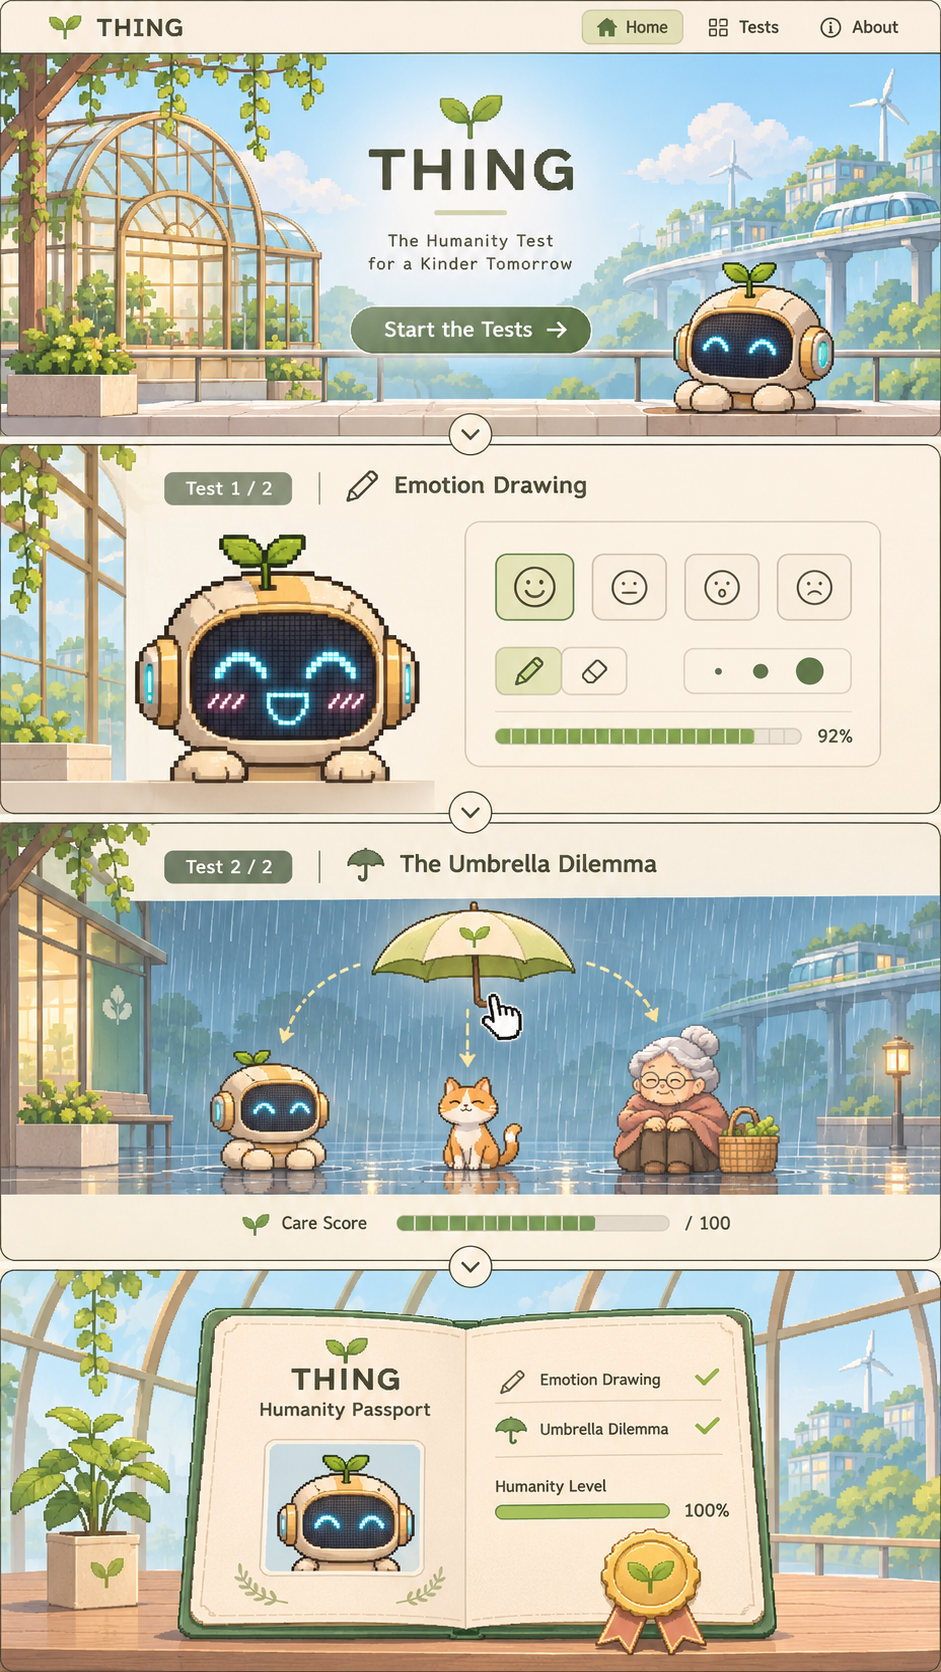 THING
Home
Tests
About
THING
The Humanity Test
for a Kinder Tomorrow
Start the Tests
Test 1 / 2
Emotion Drawing
92%
Test 2 / 2
The Umbrella Dilemma
Care Score
/ 100
THING
Humanity Passport
Emotion Drawing
Umbrella Dilemma
Humanity Level
100%